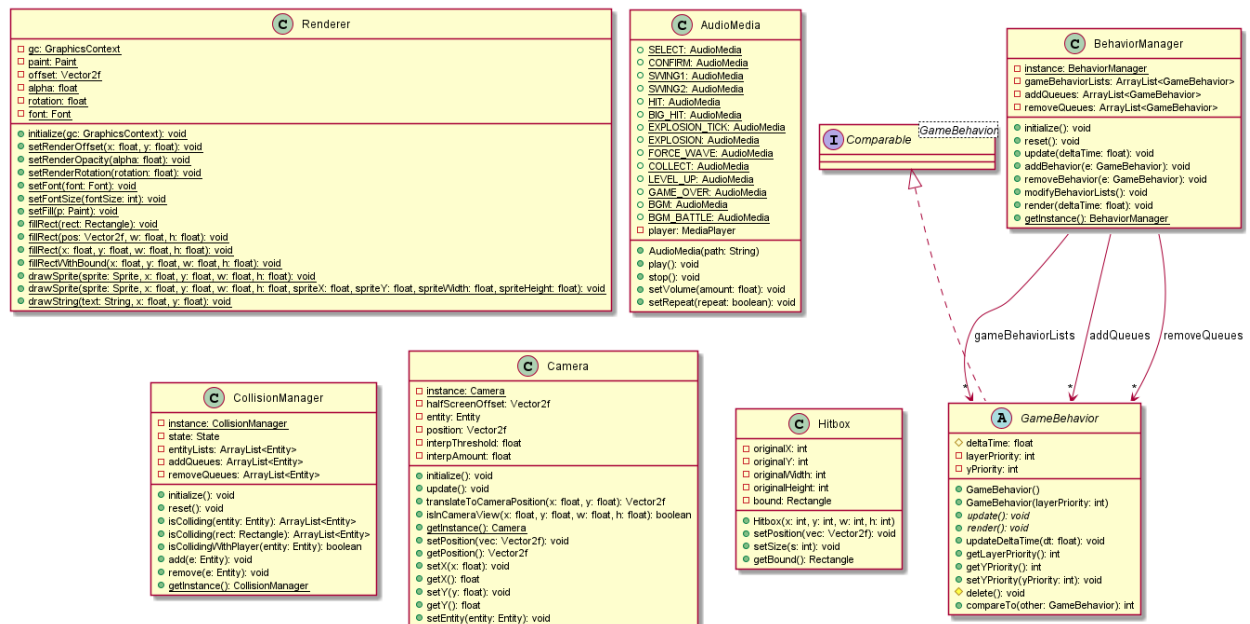 C Renderer
gc: GraphicsContext
paint: Paint
offset: Vector2f
alpha: float
rotation: float
font: Font
initialize(gc: GraphicsContext): void
setRenderOffset(x: float, y: float): void
setRenderOpacity(alpha: float): void
setRenderRotation(rotation: float): void
setFont(font: Font): void
setFontSize(fontSize: int): void
setFill(p: Paint): void
fillRect(rect: Rectangle): void
fillRect(pos: Vector2f, w: float, h: float): void
fillRect(x: float, y: float, w: float, h: float): void
fillRectWithBound(x: float, y: float, w: float, h: float): void
drawSprite(sprite: Sprite, x: float, y: float, w: float, h: float): void
drawSprite(sprite: Sprite, x: float, y: float, w: float, h: float, spriteX: float, spriteY: float, spriteWidth: float, spriteHeight: float): void
drawString(text: String, x: float, y: float): void
C AudioMedia
SELECT: AudioMedia
CONFIRM: AudioMedia
SWING1: AudioMedia
SWING2: AudioMedia
HIT: AudioMedia
BIG_HIT: AudioMedia
EXPLOSION_TICK: AudioMedia
EXPLOSION: AudioMedia
FORCE_WAVE: AudioMedia
COLLECT: AudioMedia
LEVEL_UP: AudioMedia
GAME_OVER: AudioMedia
BGM: AudioMedia
BGM_BATTLE: AudioMedia
player: MediaPlayer
AudioMedia(path: String)
play(): void
stop(): void
setVolume(amount: float): void
setRepeat(repeat: boolean): void
I Comparable
GameBehavior
C BehaviorManager
instance: BehaviorManager
gameBehaviorLists: ArrayList<GameBehavior>
addQueues: ArrayList<GameBehavior>
removeQueues: ArrayList<GameBehavior>
initialize(): void
reset(): void
update(deltaTime: float): void
addBehavior(e: GameBehavior): void
removeBehavior(e: GameBehavior): void
modifyBehaviorLists(): void
render(deltaTime: float): void
getInstance(): BehaviorManager
gameBehaviorLists
addQueues
removeQueues
*
*
*
C CollisionManager
instance: CollisionManager
state: State
entityLists: ArrayList<Entity>
addQueues: ArrayList<Entity>
removeQueues: ArrayList<Entity>
initialize(): void
reset(): void
isColliding(entity: Entity): ArrayList<Entity>
isColliding(rect: Rectangle): ArrayList<Entity>
isCollidingWithPlayer(entity: Entity): boolean
add(e: Entity): void
remove(e: Entity): void
getInstance(): CollisionManager
C Camera
instance: Camera
halfScreenOffset: Vector2f
entity: Entity
position: Vector2f
interpThreshold: float
interpAmount: float
initialize(): void
update(): void
translateToCameraPosition(x: float, y: float): Vector2f
isInCameraView(x: float, y: float, w: float, h: float): boolean
getInstance(): Camera
setPosition(vec: Vector2f): void
getPosition(): Vector2f
setX(x: float): void
getX(): float
setY(y: float): void
getY(): float
setEntity(entity: Entity): void
C Hitbox
originalX: int
originalY: int
originalWidth: int
originalHeight: int
bound: Rectangle
Hitbox(x: int, y: int, w: int, h: int)
setPosition(vec: Vector2f): void
setSize(s: int): void
getBound(): Rectangle
A GameBehavior
deltaTime: float
layerPriority: int
yPriority: int
GameBehavior()
GameBehavior(layerPriority: int)
update(): void
render(): void
updateDeltaTime(dt: float): void
getLayerPriority(): int
getYPriority(): int
setYPriority(yPriority: int): void
delete(): void
compareTo(other: GameBehavior): int